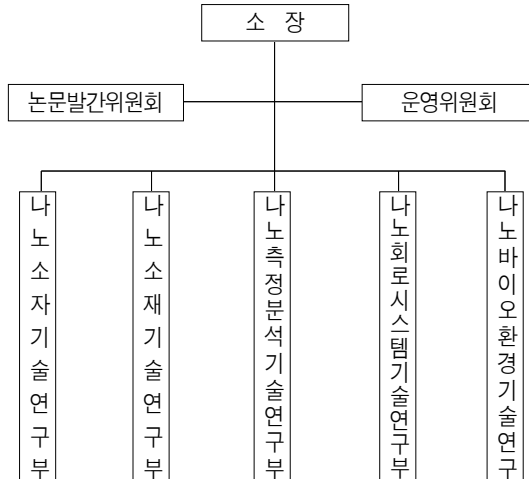 소 장
논문발간위원회
운영위원회
나노소자기술연구부
나노소재기술연구부
나노측정분석기술연구부
나노회로시스템기술연구부
나노바이오환경기술연구